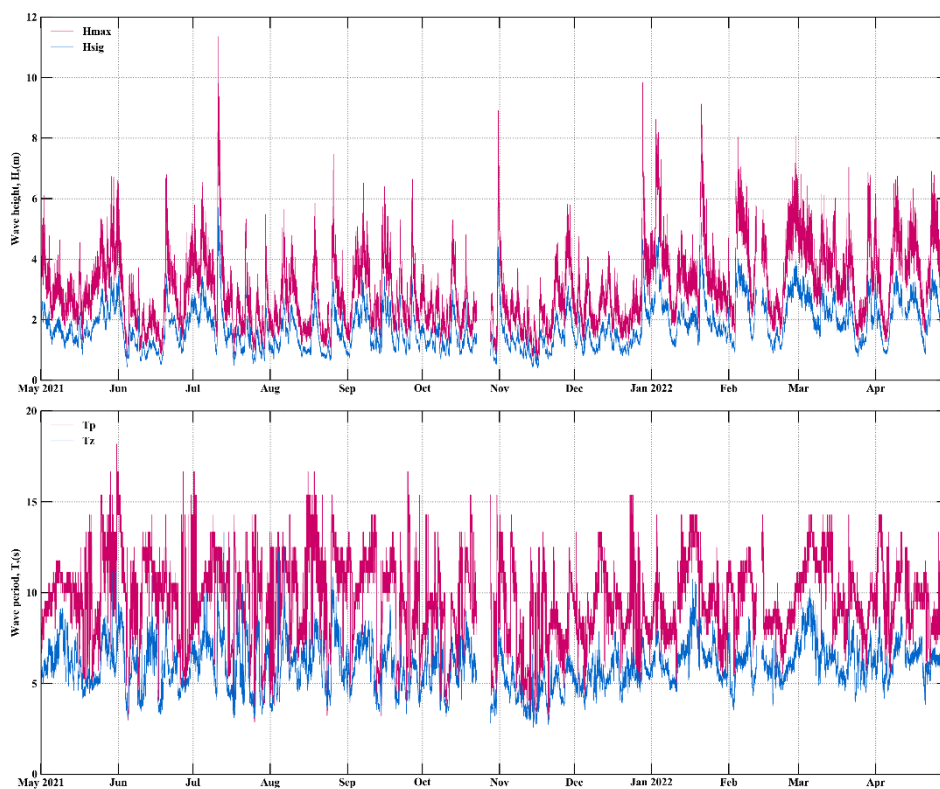 12
Hmax
Hsig
10
8
6
4
2
0
Wave height, H,(m)
May 2021 Jun Jul Aug Sep Oct Nov Dec Jan 2022 Feb Mar Apr
20
Tp
Tz
15
10
5
0
Wave period, T,(s)
May 2021 Jun Jul Aug Sep Oct Nov Dec Jan 2022 Feb Mar Apr